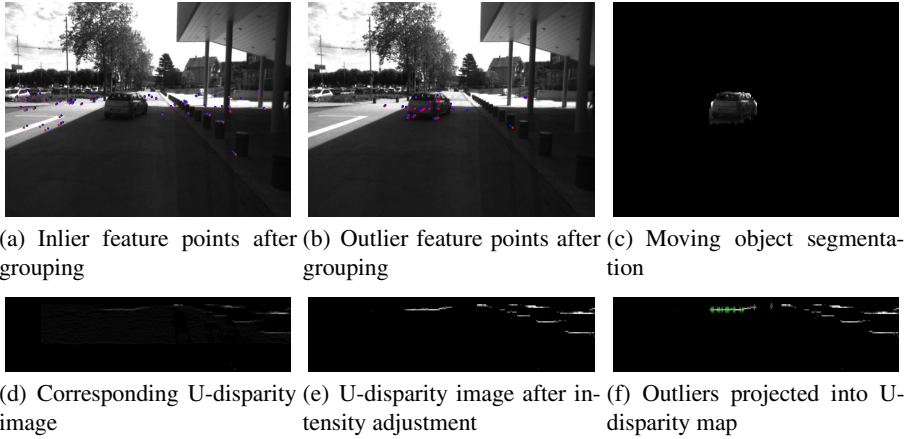 (a) Inlier feature points after grouping
(b) Outlier feature points after grouping
(c) Moving object segmenta-
tion
(d) Corresponding U-disparity image
(e) U-disparity image after in-
tensity adjustment
(f) Outliers projected into U-
disparity map